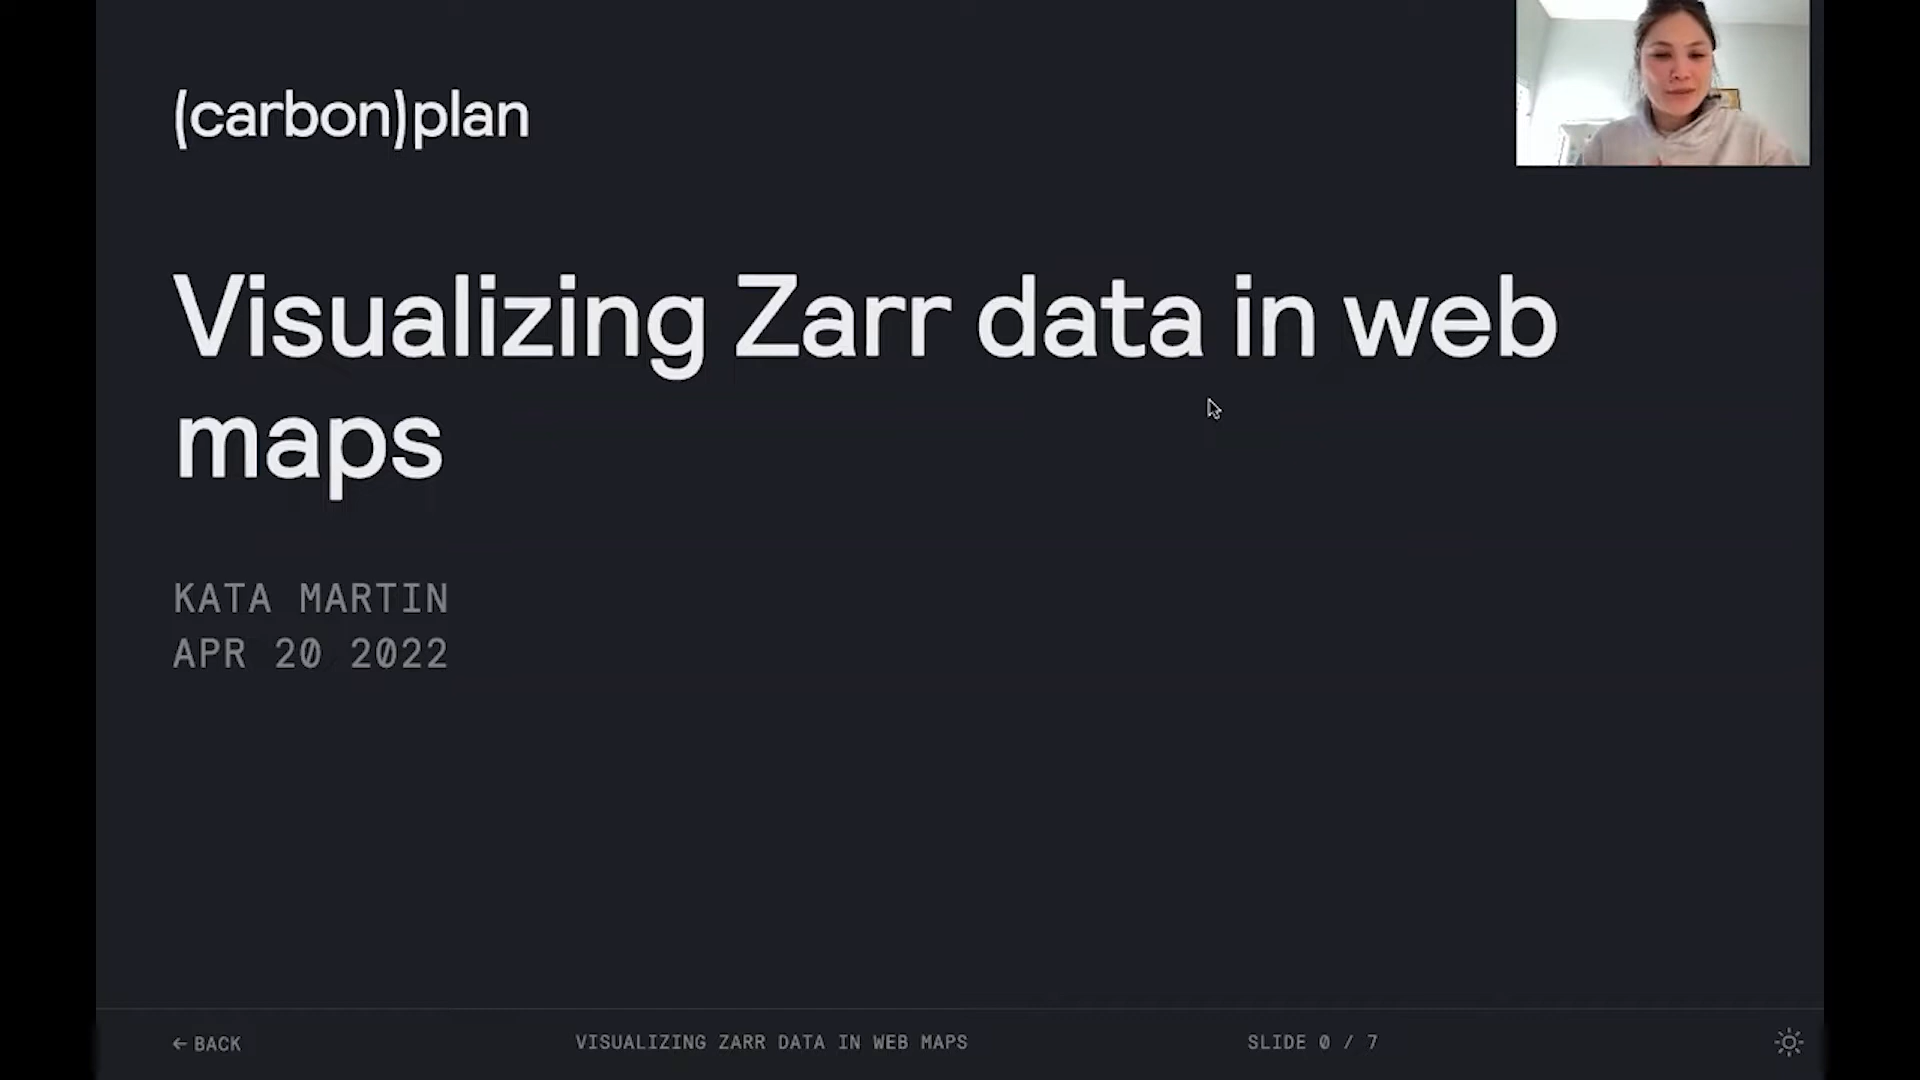 (carbon)plan
Visualizing Zarr data in web
maps
KATA MARTIN
APR 20 2022
← BACK
VISUALIZING ZARR DATA IN WEB MAPS
SLIDE 0 / 7